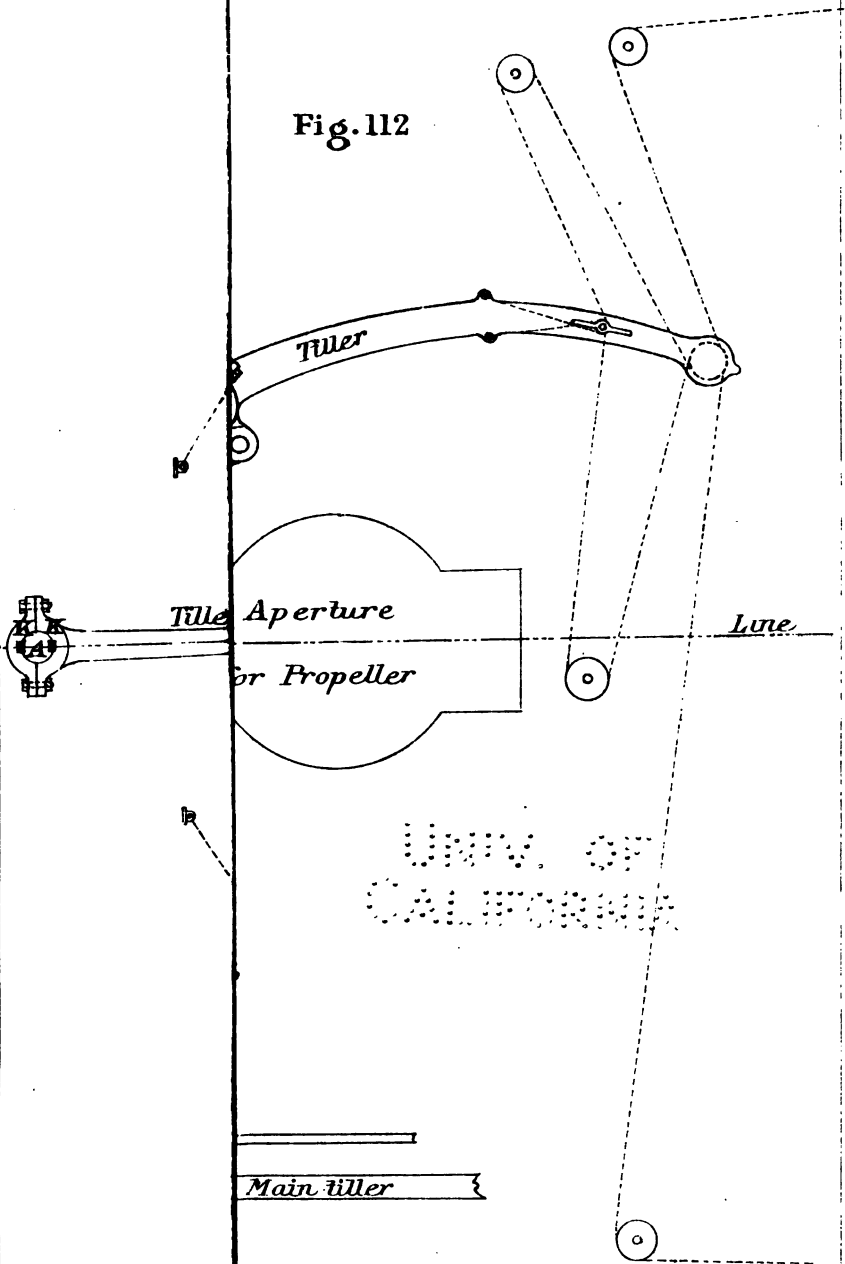 Fig. 112
Tiller
Tille Aperture
K K
A
Line
or Propeller
UNIV. OF
CALIFORNIA
Main tiller